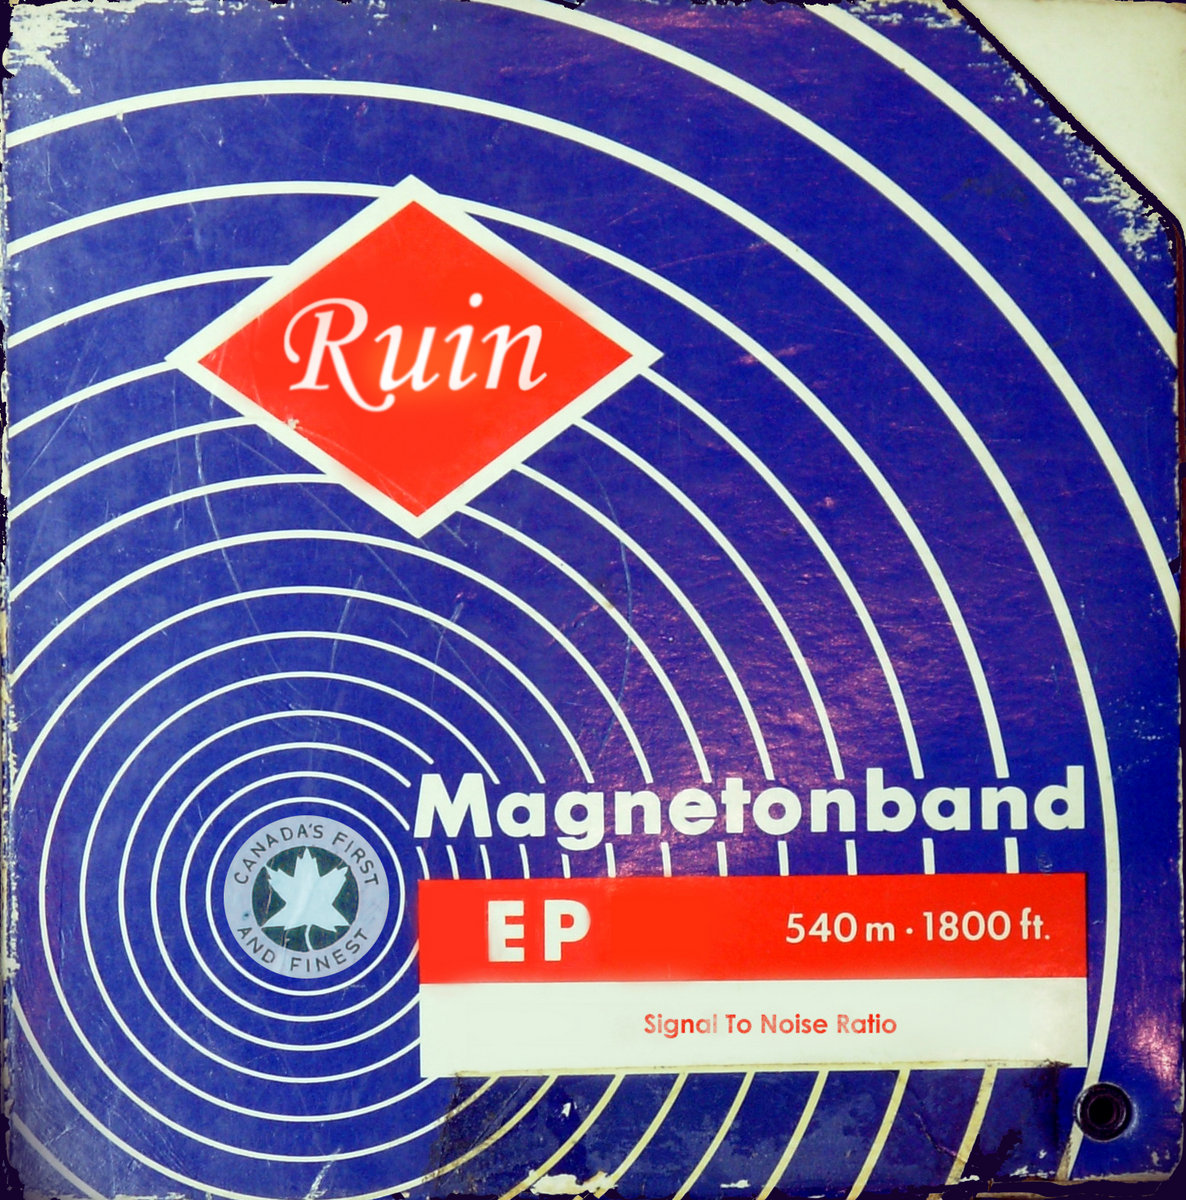 Ruin
Magnetonband
EP
540 m · 1800 ft.
CANADA'S FIRST
AND FINEST
Signal To Noise Ratio